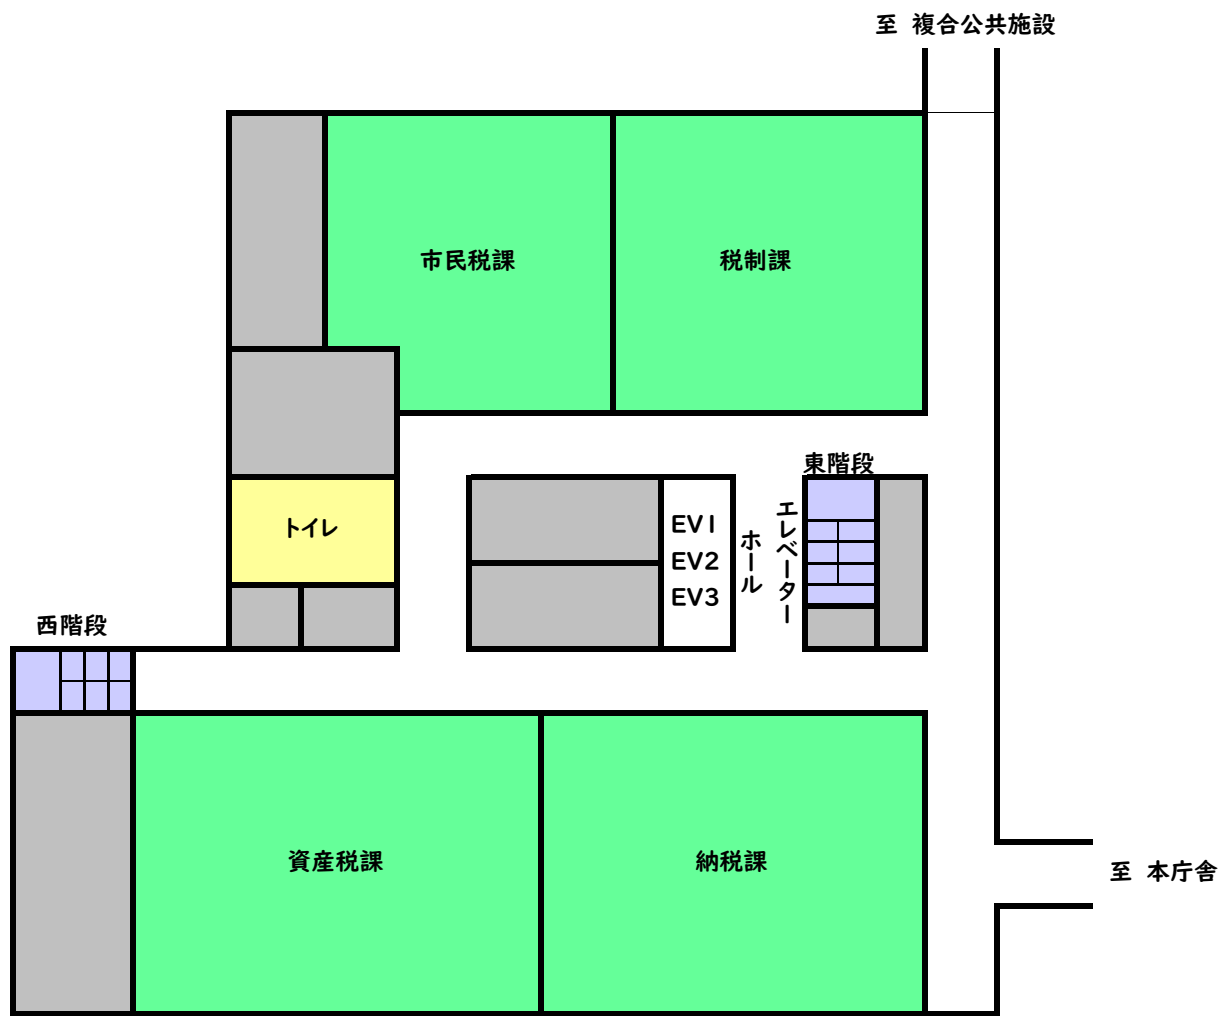 至 複合公共施設
市民税課
税制課
東階段
トイレ
EV1
EV2
EV3
エレベーター
ホール
西階段
資産税課
納税課
至 本庁舎